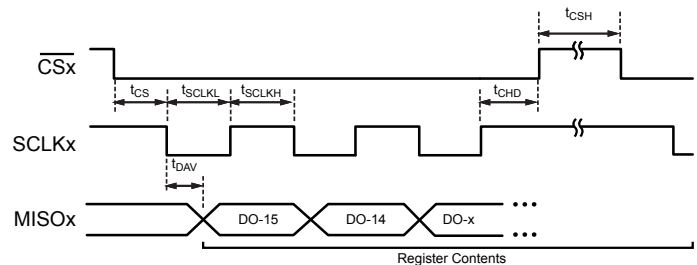 tCSH
CSx
tCS tSCLKL tSCLKH tCHD
SCLKx
tDAV
MISOx DO-15 DO-14 DO-x •••
•••
Register Contents